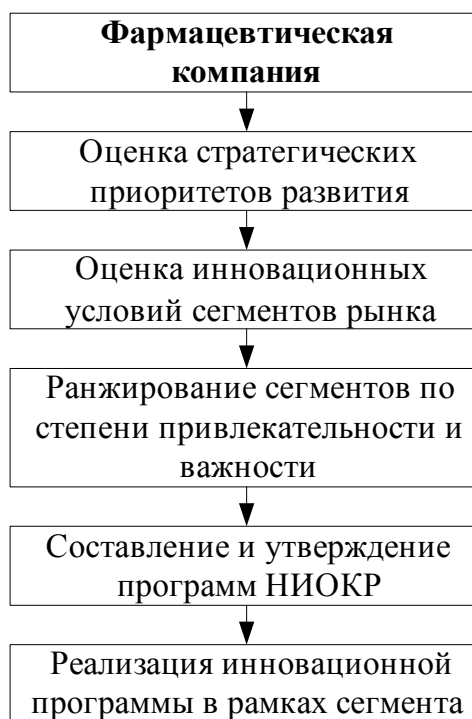 Фармацевтическая
компания
Оценка стратегических
приоритетов развития
Оценка инновационных
условий сегментов рынка
Ранжирование сегментов по
степени привлекательности и
важности
Составление и утверждение
программ НИОКР
Реализация инновационной
программы в рамках сегмента